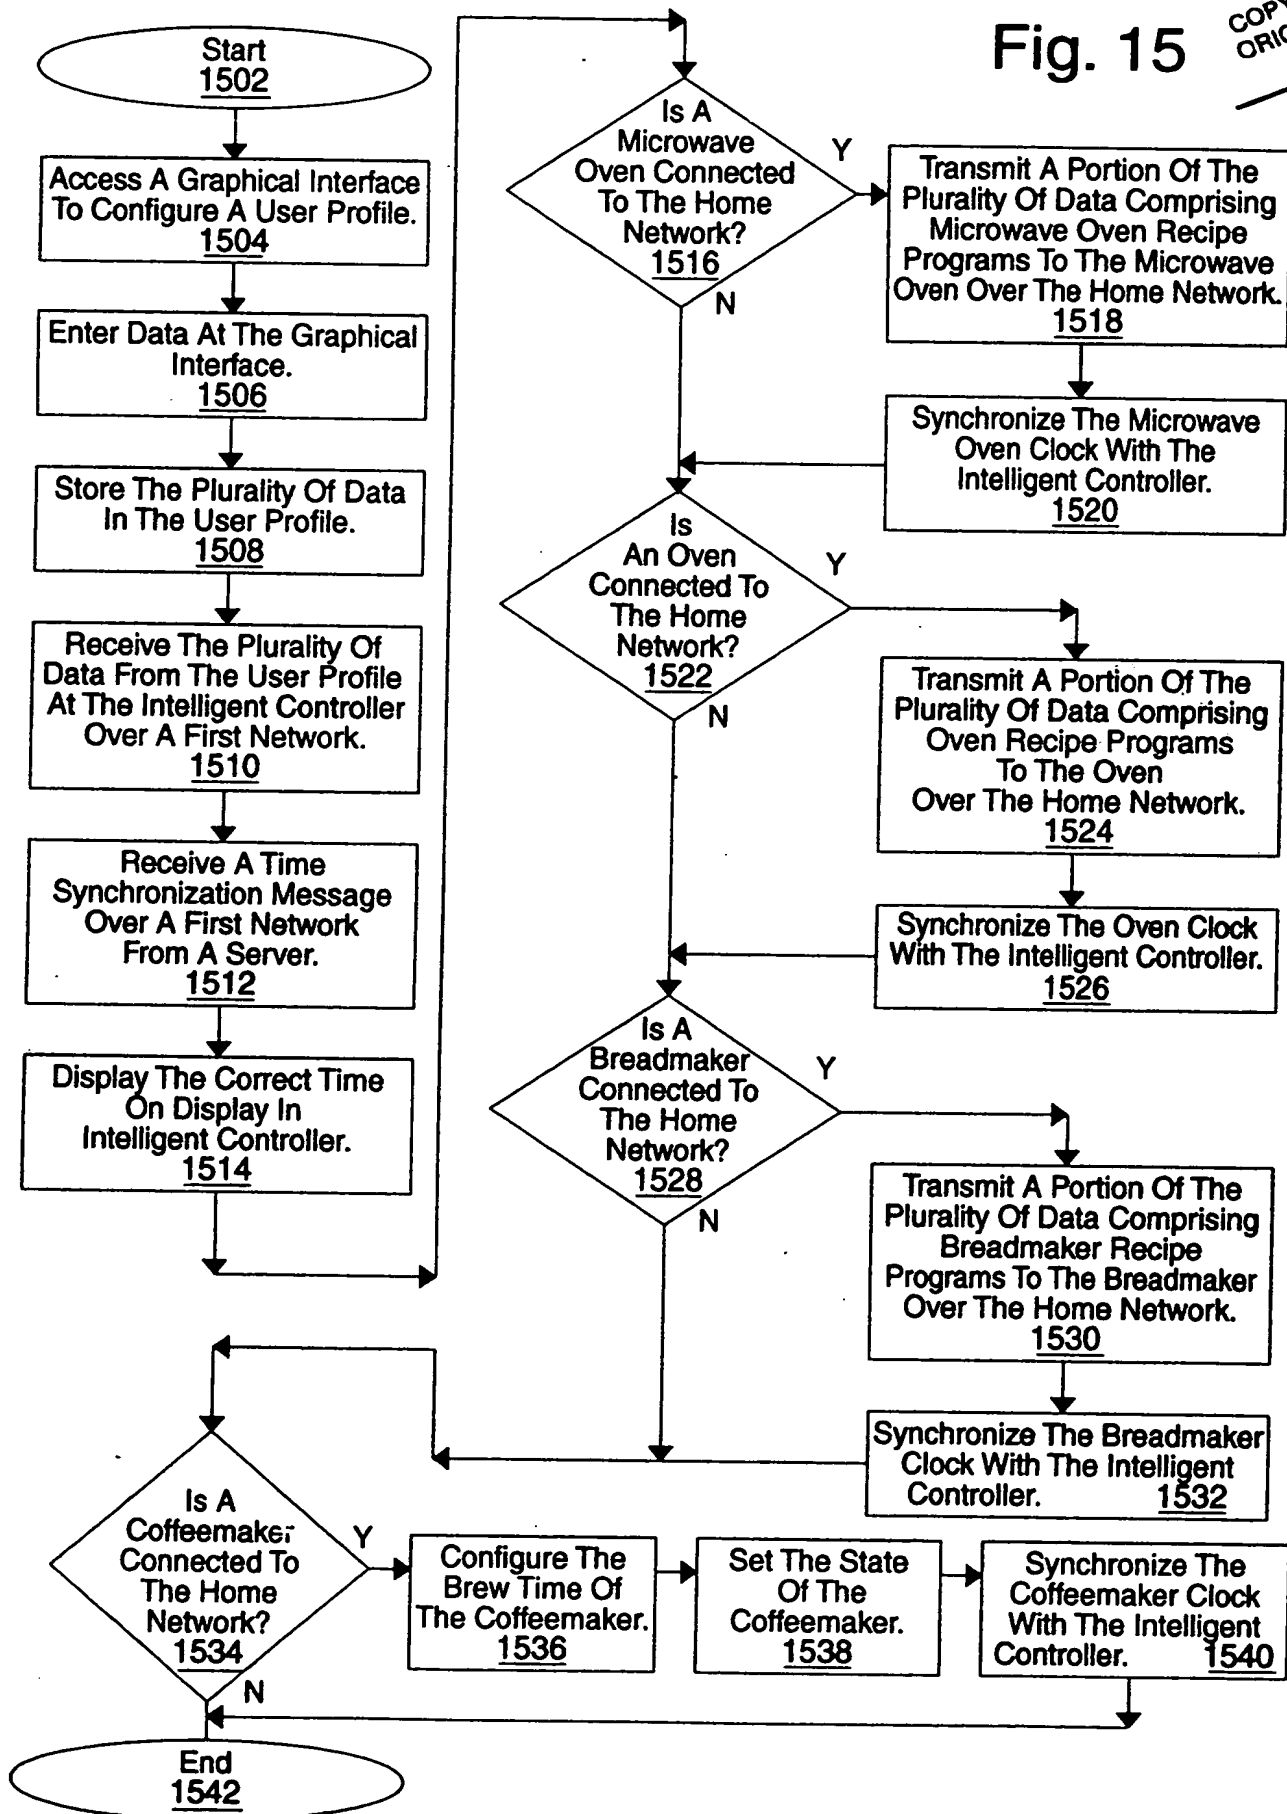 Fig. 15
Start
1502
Access A Graphical Interface
To Configure A User Profile.
1504
Enter Data At The Graphical
Interface.
1506
Store The Plurality Of Data
In The User Profile.
1508
Receive The Plurality Of
Data From The User Profile
At The Intelligent Controller
Over A First Network.
1510
Receive A Time
Synchronization Message
Over A First Network
From A Server.
1512
Display The Correct Time
On Display In
Intelligent Controller.
1514
Is A
Microwave
Oven Connected
To The Home
Network?
1516
Y
N
Transmit A Portion Of The
Plurality Of Data Comprising
Microwave Oven Recipe
Programs To The Microwave
Oven Over The Home Network.
1518
Synchronize The Microwave
Oven Clock With The
Intelligent Controller.
1520
Is
An Oven
Connected To
The Home
Network?
1522
Y
N
Transmit A Portion Of The
Plurality Of Data Comprising
Oven Recipe Programs
To The Oven
Over The Home Network.
1524
Synchronize The Oven Clock
With The Intelligent Controller.
1526
Is A
Breadmaker
Connected To
The Home
Network?
1528
Y
N
Transmit A Portion Of The
Plurality Of Data Comprising
Breadmaker Recipe
Programs To The Breadmaker
Over The Home Network.
1530
Synchronize The Breadmaker
Clock With The Intelligent
Controller. 1532
Is A
Coffeemaker
Connected To
The Home
Network?
1534
Y
N
Configure The
Brew Time Of
The Coffeemaker.
1536
Set The State
Of The
Coffeemaker.
1538
Synchronize The
Coffeemaker Clock
With The Intelligent
Controller. 1540
End
1542